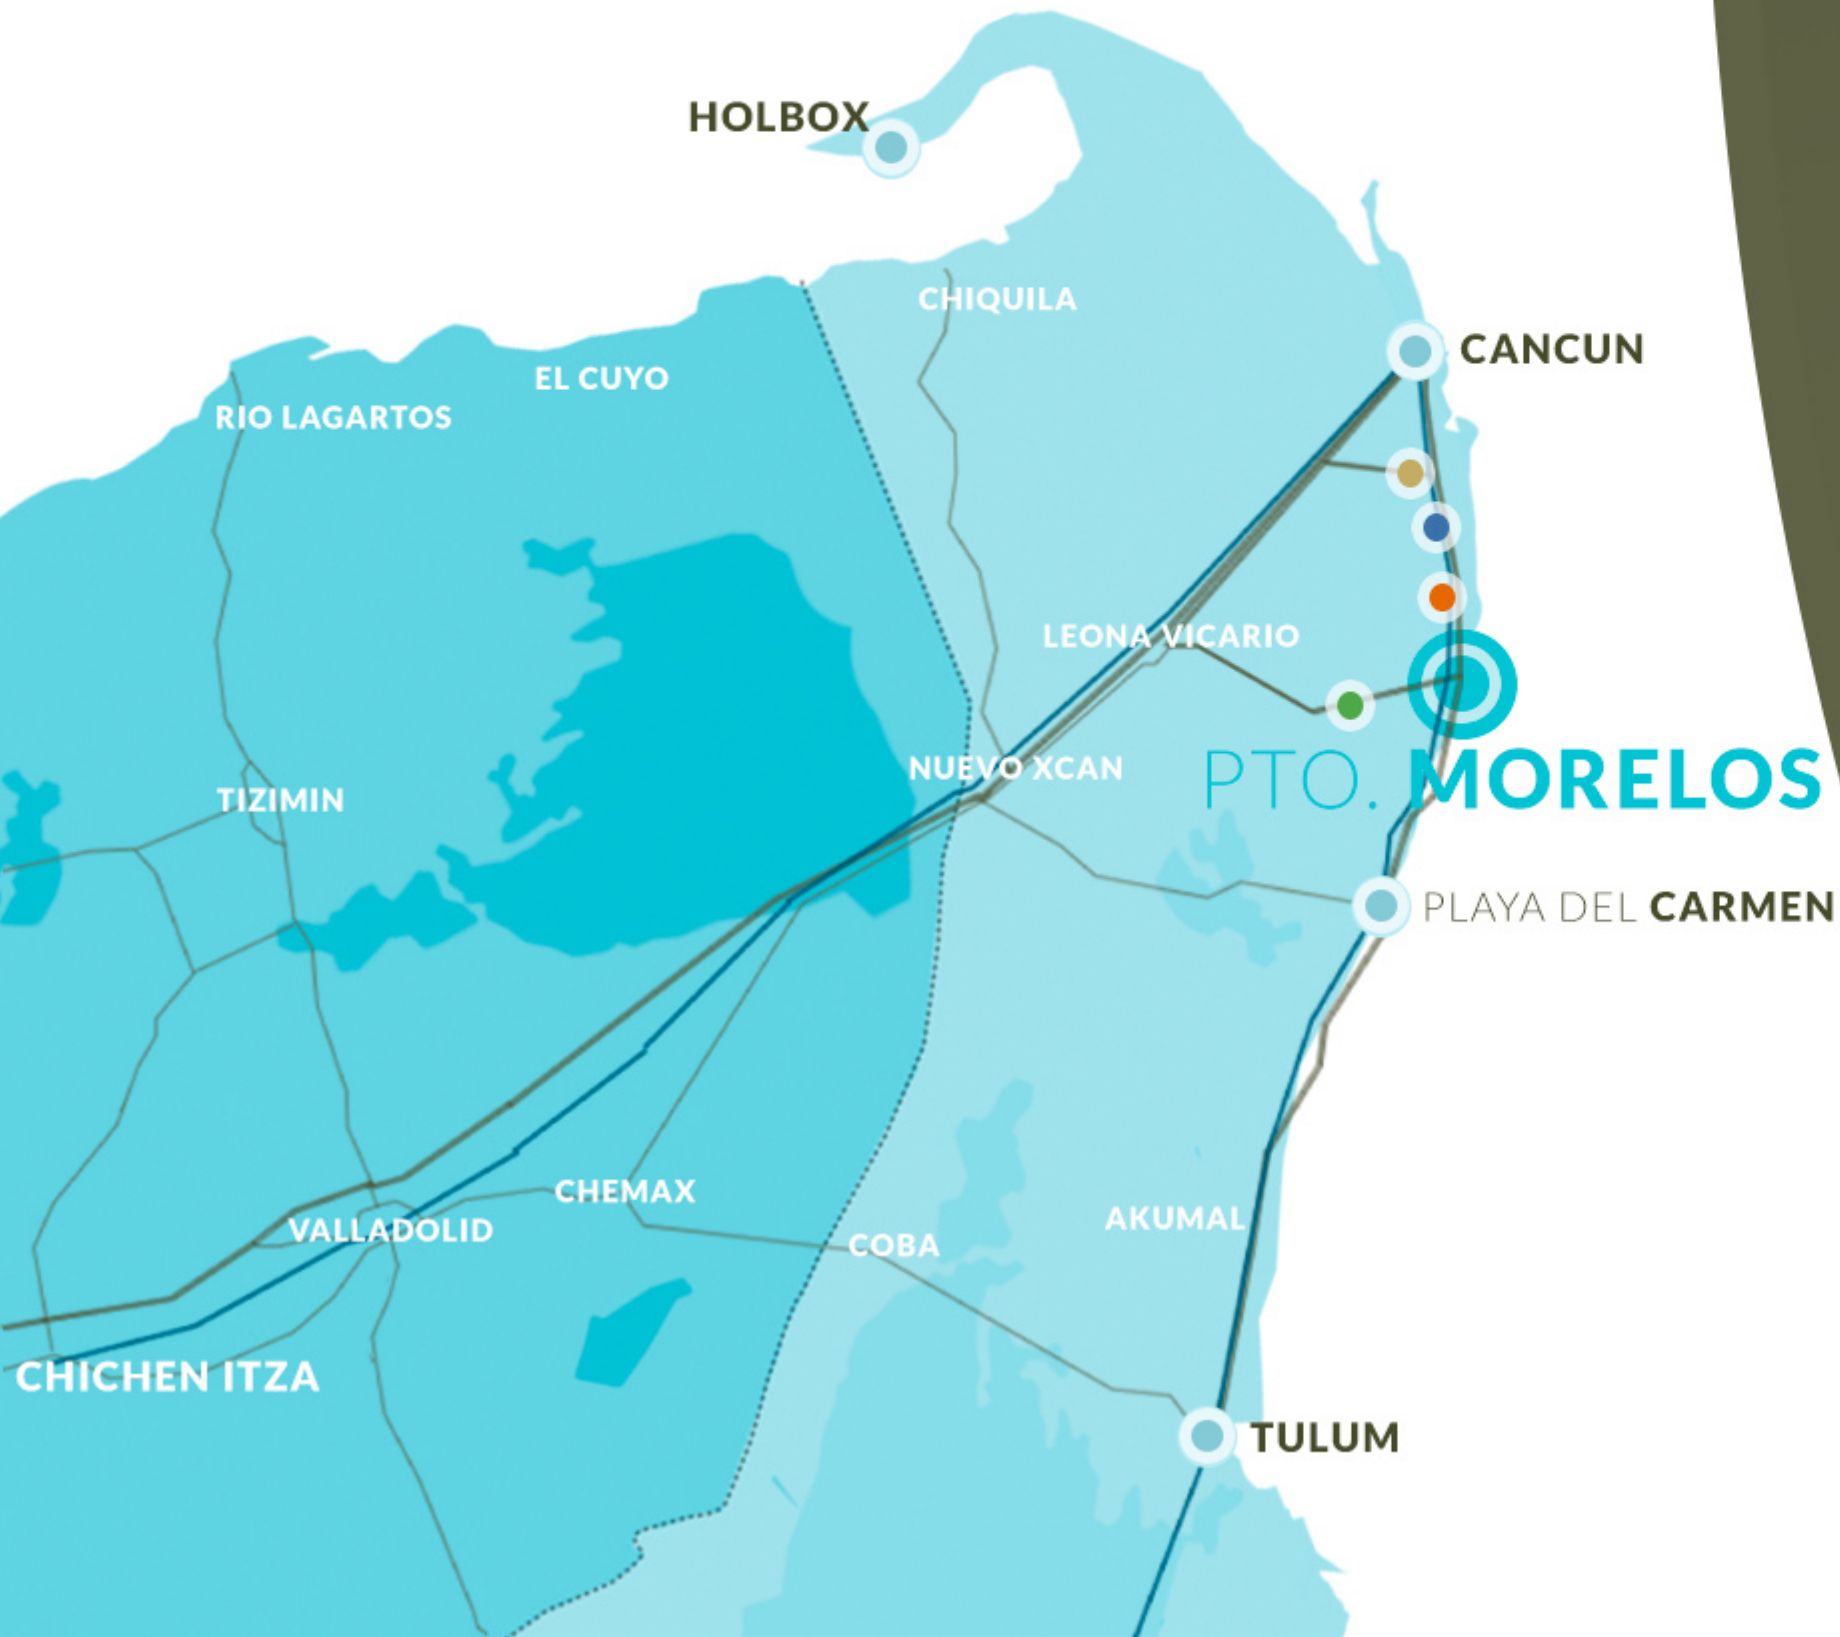 HOLBOX
CHIQUILA
CANCUN
EL CUYO
RIO LAGARTOS
LEONA VICARIO
NUEVO XCAN
PTO. MORELOS
TIZIMIN
PLAYA DEL CARMEN
CHEMAX
AKUMAL
VALLADOLID
COBA
CHICHEN ITZA
TULUM